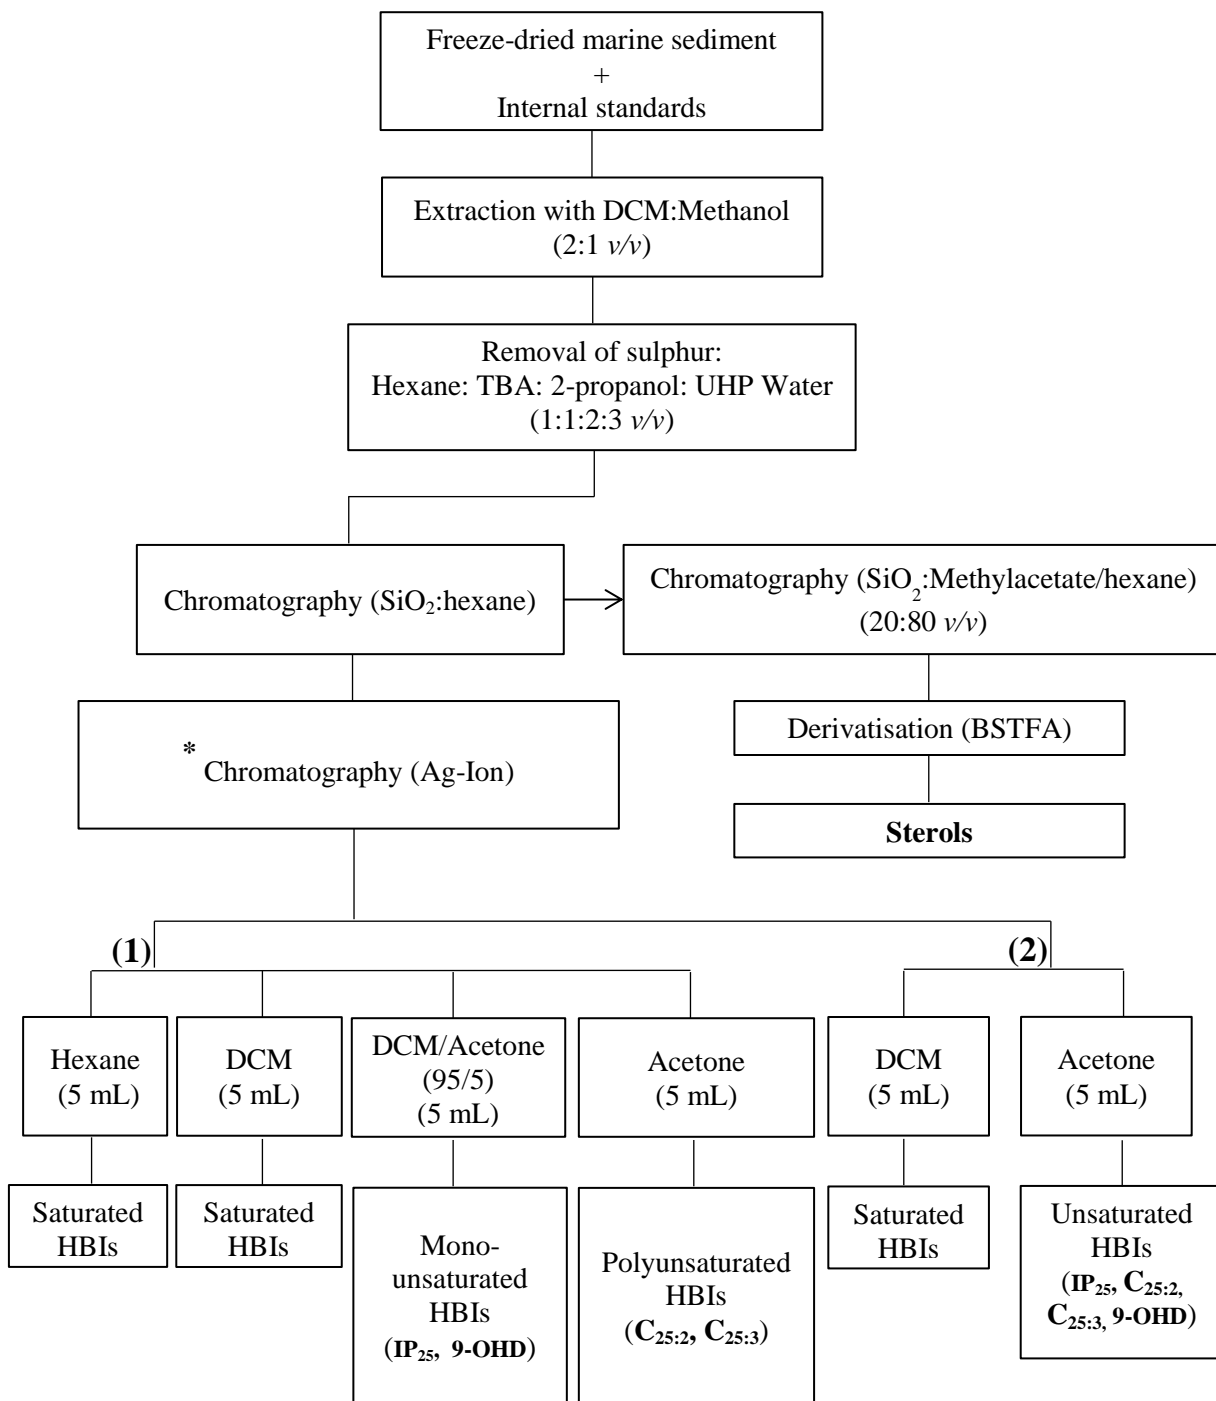 Freeze-dried marine sediment
+
Internal standards
Extraction with DCM:Methanol
(2:1 v/v)
Removal of sulphur:
Hexane: TBA: 2-propanol: UHP Water
(1:1:2:3 v/v)
Chromatography (SiO₂:hexane)
Chromatography (SiO₂:Methylacetate/hexane)
(20:80 v/v)
Derivatisation (BSTFA)
* Chromatography (Ag-Ion)
Sterols
(1)
(2)
Hexane
(5 mL)
DCM
(5 mL)
DCM/Acetone
(95/5)
(5 mL)
Acetone
(5 mL)
DCM
(5 mL)
Acetone
(5 mL)
Saturated
HBIs
Saturated
HBIs
Mono-
unsaturated
HBIs
(IP₂₅, 9-OHD)
Polyunsaturated
HBIs
(C₂₅:₂, C₂₅:₃)
Saturated
HBIs
Unsaturated
HBIs
(IP₂₅, C₂₅:₂,
C₂₅:₃, 9-OHD)